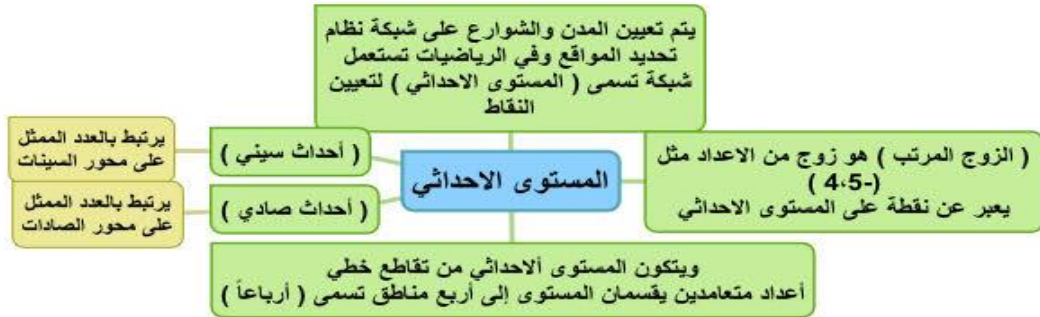 يتم تعيين المدن والشوارع على شبكة نظام
تحديد المواقع وفي الرياضيات تستعمل
شبكة تسمى ( المستوى الاحداثي ) لتعيين
النقاط
المستوى الاحداثي
( الزوج المرتب ) هو زوج من الاعداد مثل
(-4،5 )
يعبر عن نقطة على المستوى الاحداثي
( أحداث سيني )
يرتبط بالعدد الممثل
على محور السينات
( أحداث صادي )
يرتبط بالعدد الممثل
على محور الصادات
ويتكون المستوى ألاحداثي من تقاطع خطي
أعداد متعامدين يقسمان المستوى إلى أربع مناطق تسمى ( أرباعاً )